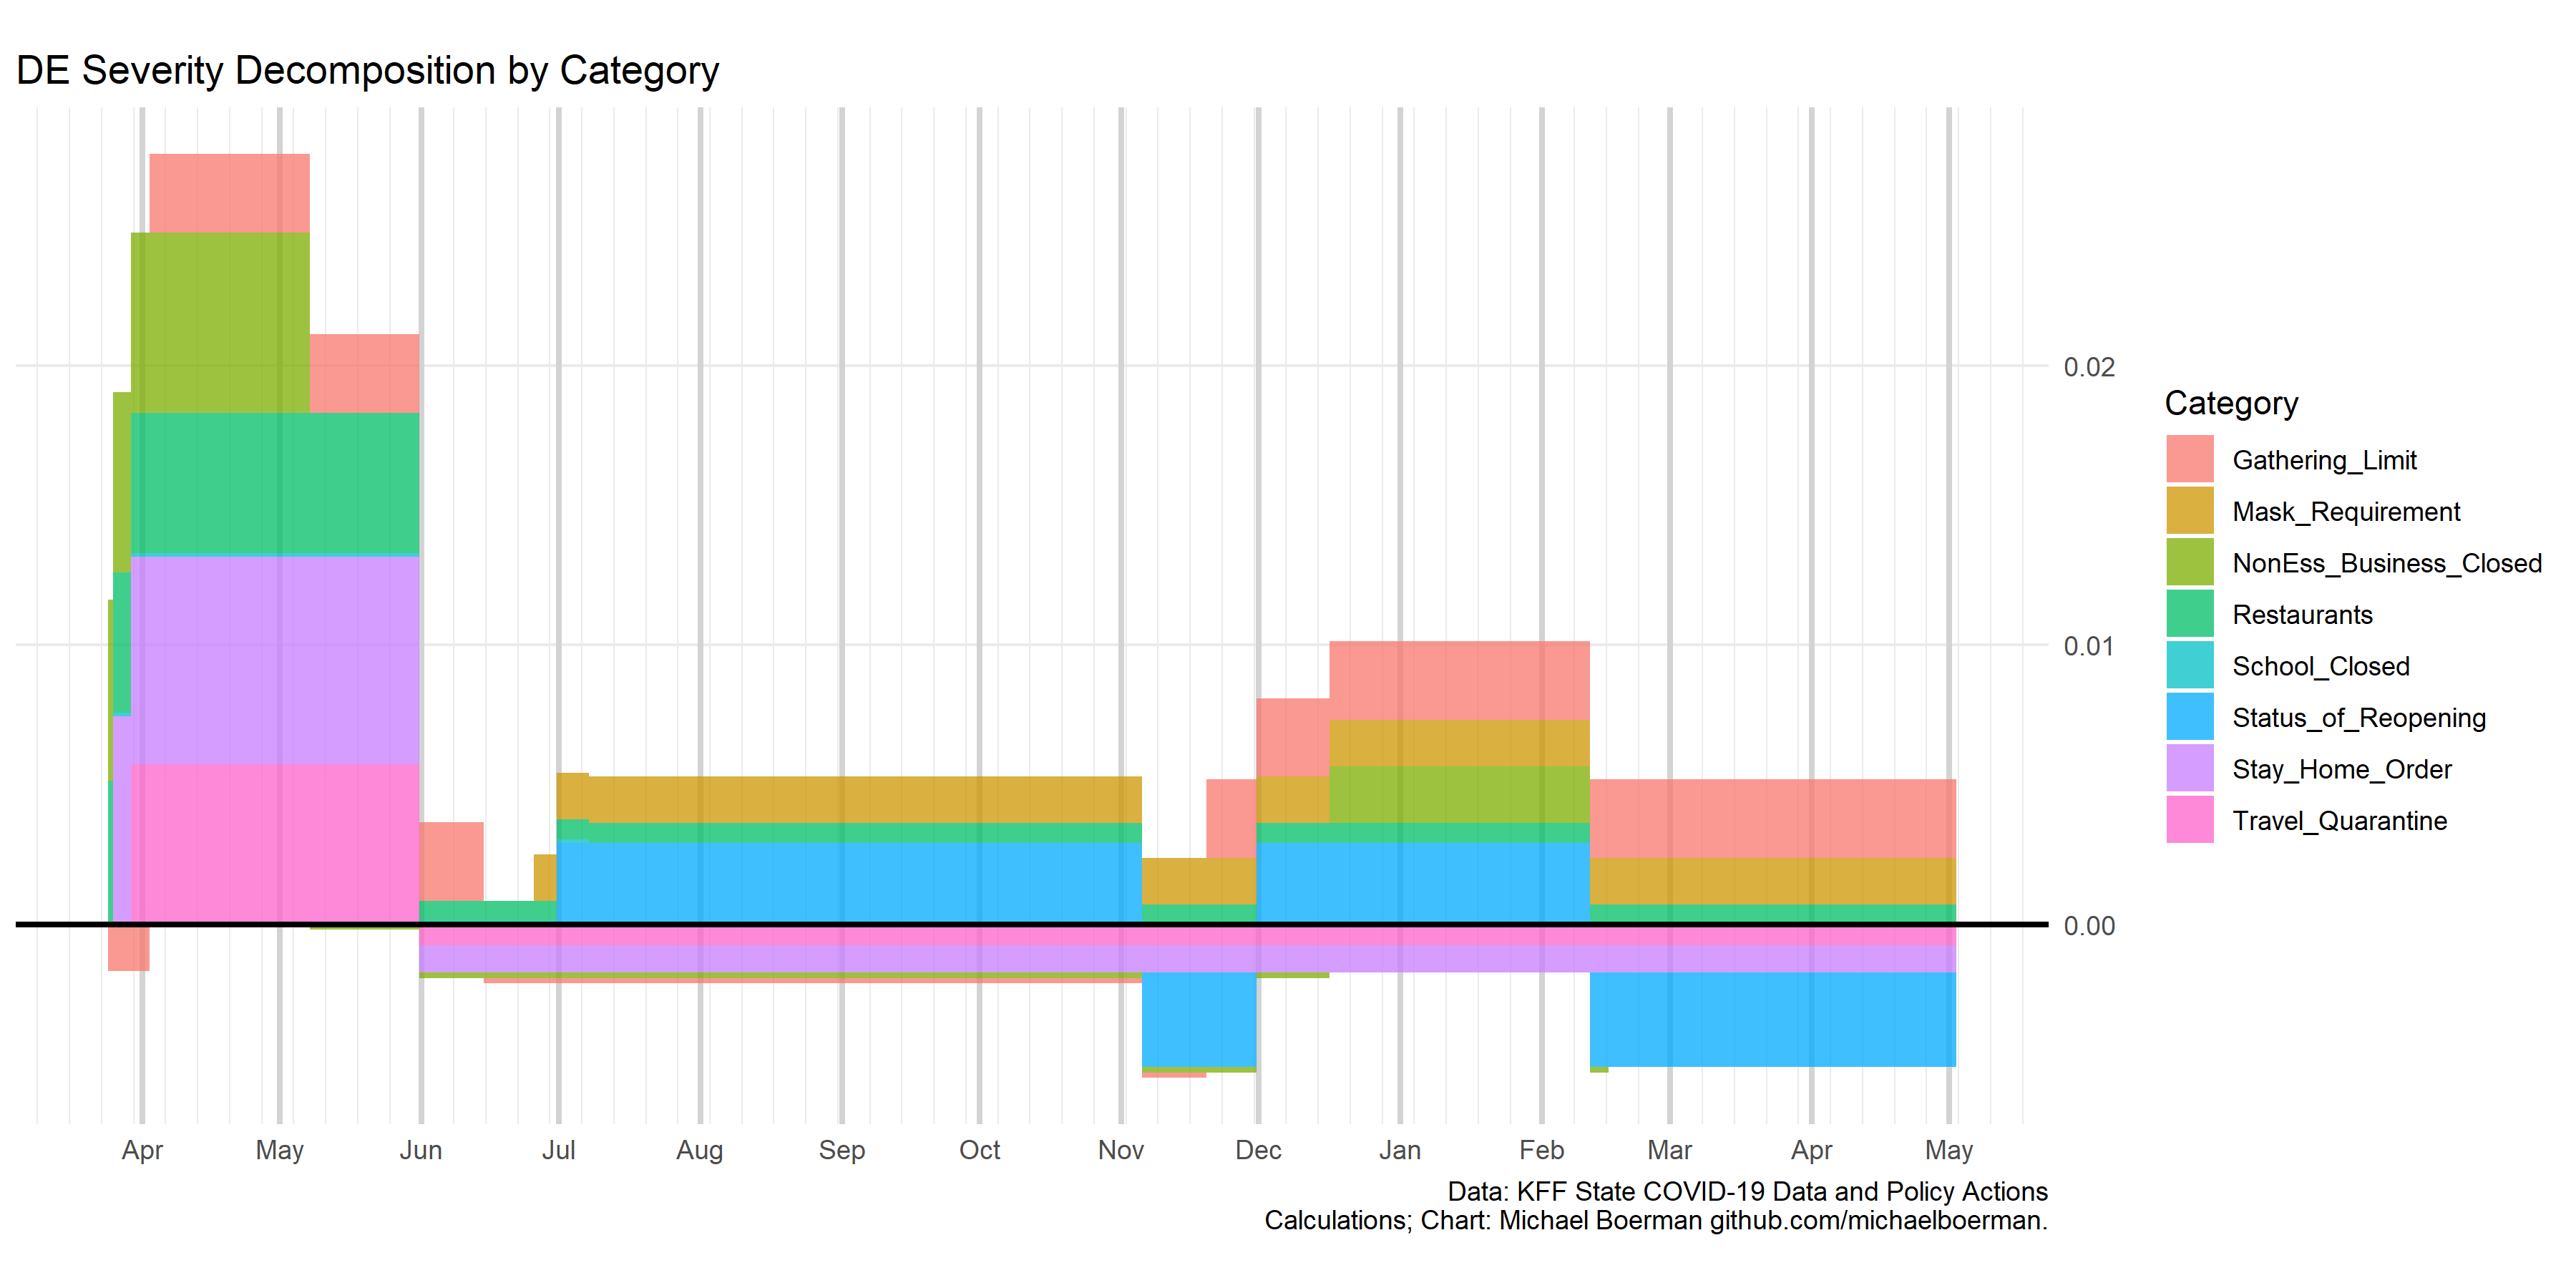 DE Severity Decomposition by Category
0.02
0.01
0.00
Category
Gathering_Limit
Mask_Requirement
NonEss_Business_Closed
Restaurants
School_Closed
Status_of_Reopening
Stay_Home_Order
Travel_Quarantine
Apr May Jun Jul Aug Sep Oct Nov Dec Jan Feb Mar Apr May
Data: KFF State COVID-19 Data and Policy Actions
Calculations; Chart: Michael Boerman github.com/michaelboerman.